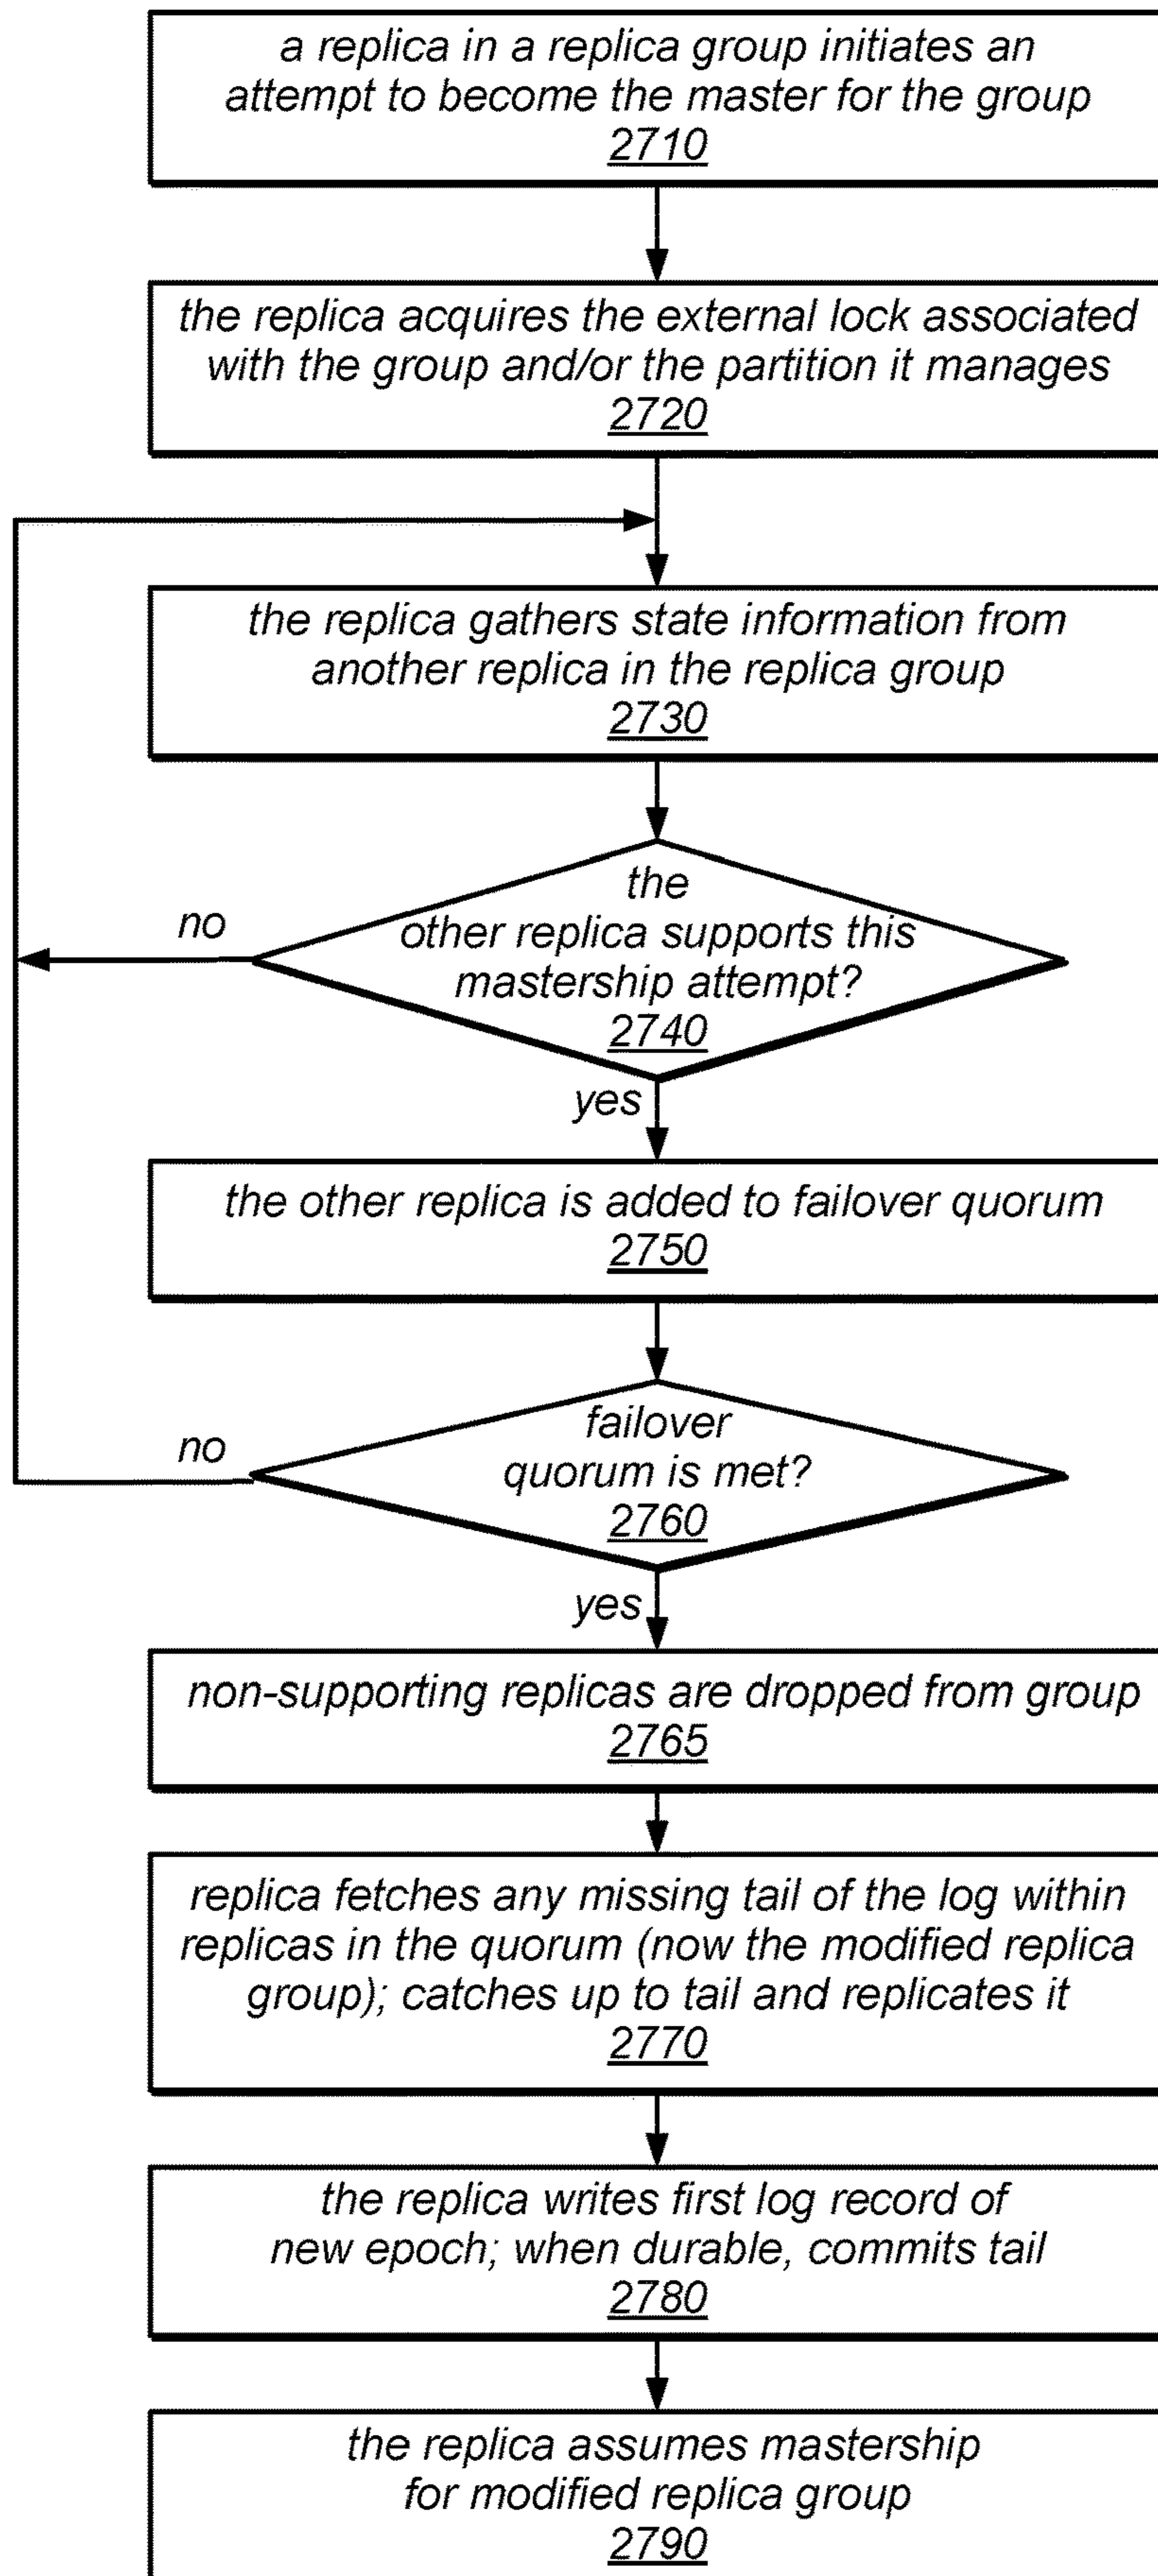 a replica in a replica group initiates an
attempt to become the master for the group
2710
the replica acquires the external lock associated
with the group and/or the partition it manages
2720
the replica gathers state information from
another replica in the replica group
2730
the
other replica supports this
mastership attempt?
2740
no
yes
the other replica is added to failover quorum
2750
failover
quorum is met?
2760
no
yes
non-supporting replicas are dropped from group
2765
replica fetches any missing tail of the log within
replicas in the quorum (now the modified replica
group); catches up to tail and replicates it
2770
the replica writes first log record of
new epoch; when durable, commits tail
2780
the replica assumes mastership
for modified replica group
2790